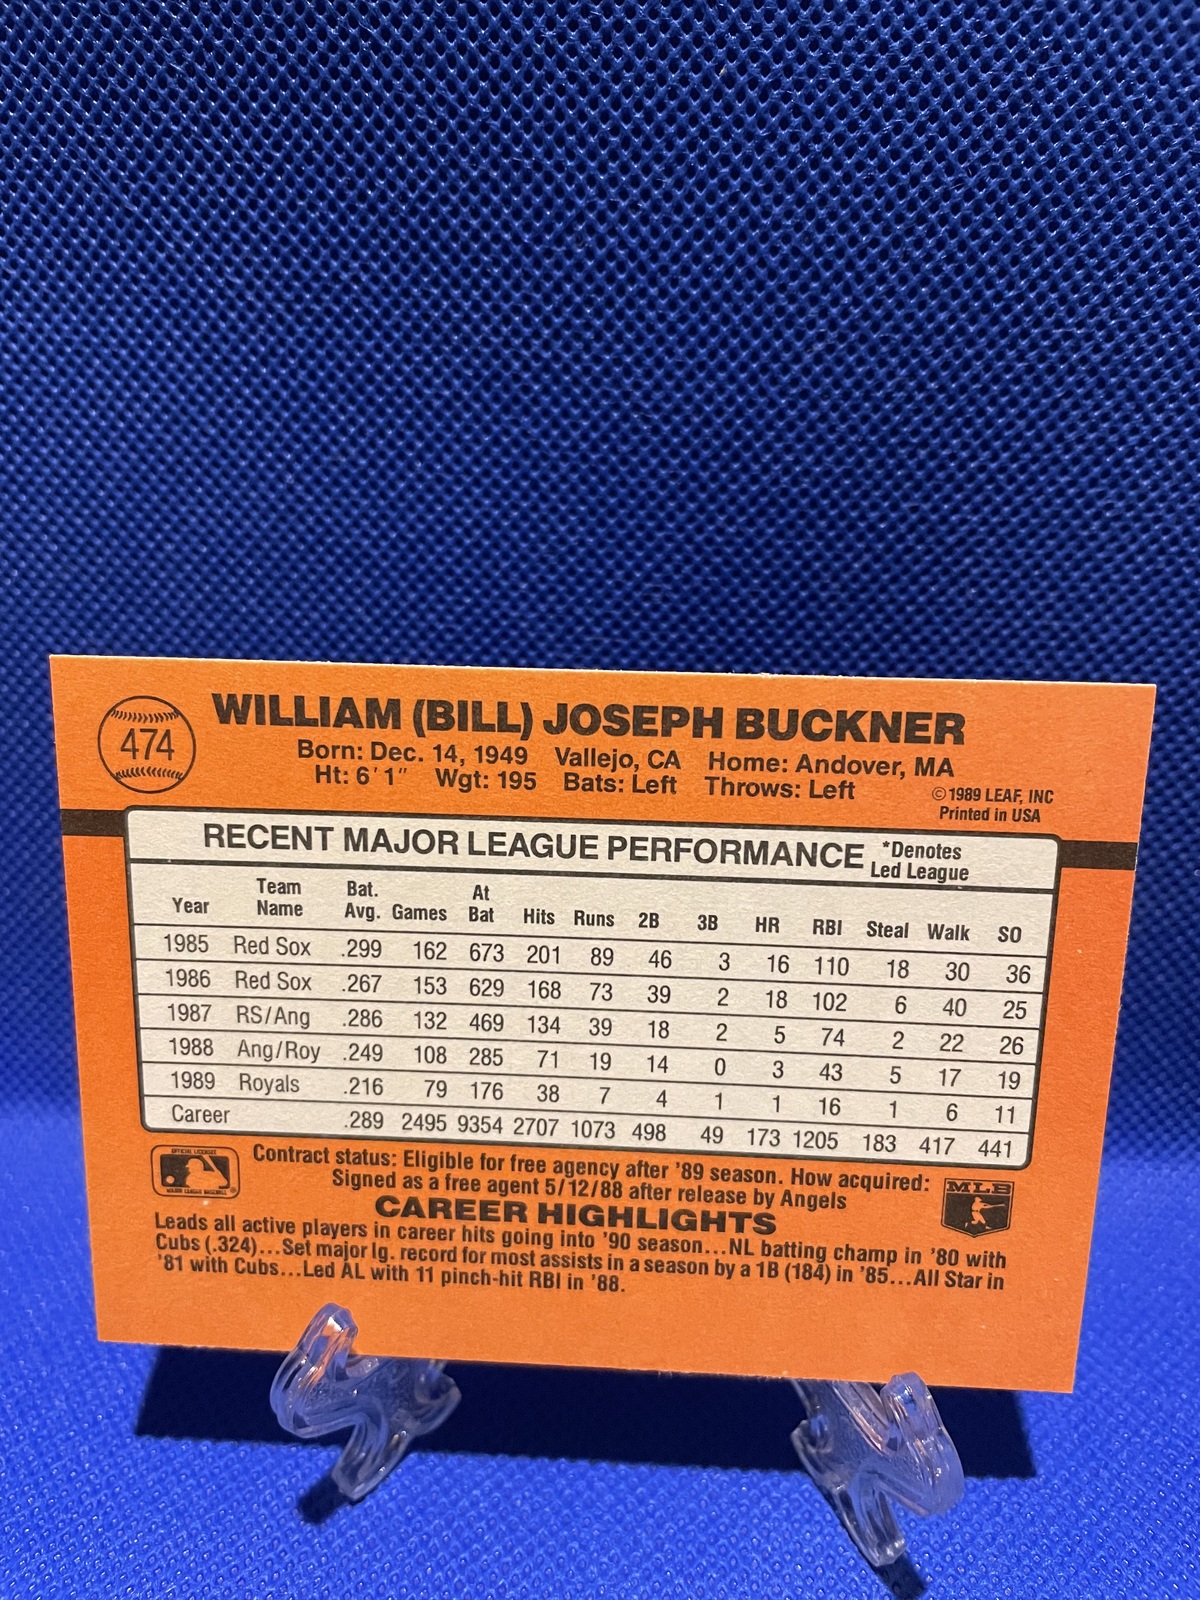 474
WILLIAM (BILL) JOSEPH BUCKNER
Born: Dec. 14, 1949 Vallejo, CA Home: Andover, MA
Ht: 6'1" Wgt: 195 Bats: Left Throws: Left
© 1989 LEAF, INC
Printed in USA
RECENT MAJOR LEAGUE PERFORMANCE *Denotes
Led League
Year Team Name Bat. Avg. Games At Bat Hits Runs 2B 3B HR RBI Steal Walk SO
1985 Red Sox .299 162 673 201 89 46 3 16 110 18 30 36
1986 Red Sox .267 153 629 168 73 39 2 18 102 6 40 25
1987 RS/Ang .286 132 469 134 39 18 2 5 74 2 22 26
1988 Ang/Roy .249 108 285 71 19 14 0 3 43 5 17 19
1989 Royals .216 79 176 38 7 4 1 1 16 1 6 11
Career .289 2495 9354 2707 1073 498 49 173 1205 183 417 441
OFFICIAL LICENSEE
MAJOR LEAGUE BASEBALL
Contract status: Eligible for free agency after '89 season. How acquired:
Signed as a free agent 5/12/88 after release by Angels
MLB
CAREER HIGHLIGHTS
Leads all active players in career hits going into '90 season...NL batting champ in '80 with
Cubs (.324)...Set major lg. record for most assists in a season by a 1B (184) in '85...All Star in
'81 with Cubs...Led AL with 11 pinch-hit RBI in '88.